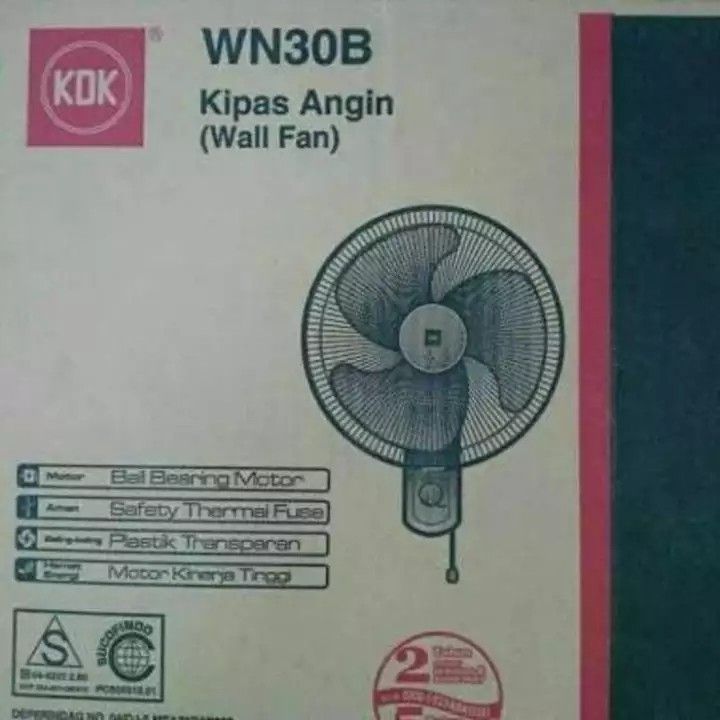 KDK
®
WN30B
Kipas Angin
(Wall Fan)
Motor Ball Bearing Motor
Aman Safety Thermal Fuse
Baling-baling Plastik Transparan
Hemat Energi Motor Kinerja Tinggi
S
SUCOFINDO
2
Tahun